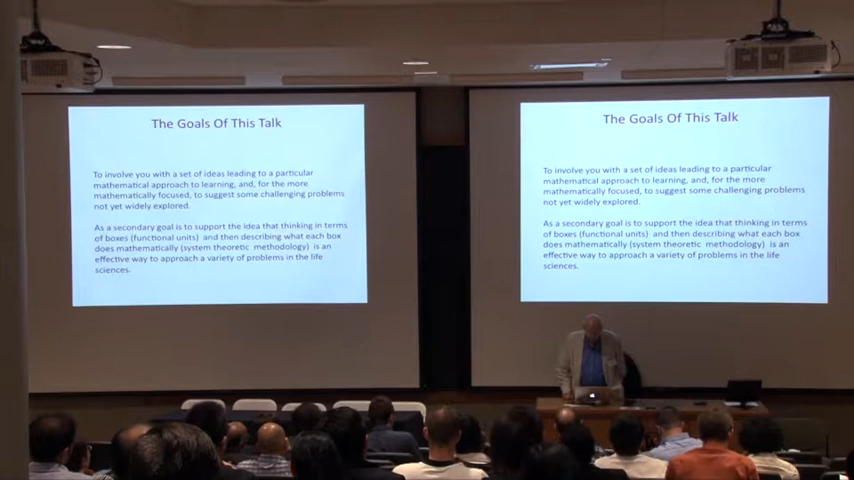 The Goals Of This Talk
To involve you with a set of ideas leading to a particular
mathematical approach to learning, and, for the more
mathematically focused, to suggest some challenging problems
not yet widely explored.
As a secondary goal is to support the idea that thinking in terms
of boxes (functional units) and then describing what each box
does mathematically (system theoretic methodology) is an
effective way to approach a variety of problems in the life
sciences.
The Goals Of This Talk
To involve you with a set of ideas leading to a particular
mathematical approach to learning, and, for the more
mathematically focused, to suggest some challenging problems
not yet widely explored.
As a secondary goal is to support the idea that thinking in terms
of boxes (functional units) and then describing what each box
does mathematically (system theoretic methodology) is an
effective way to approach a variety of problems in the life
sciences.